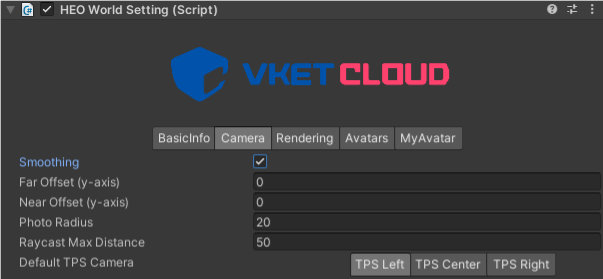 HEO World Setting (Script)
VKET CLOUD
BasicInfo Camera Rendering Avatars MyAvatar
Smoothing
Far Offset (y-axis) 0
Near Offset (y-axis) 0
Photo Radius 20
Raycast Max Distance 50
Default TPS Camera TPS Left TPS Center TPS Right